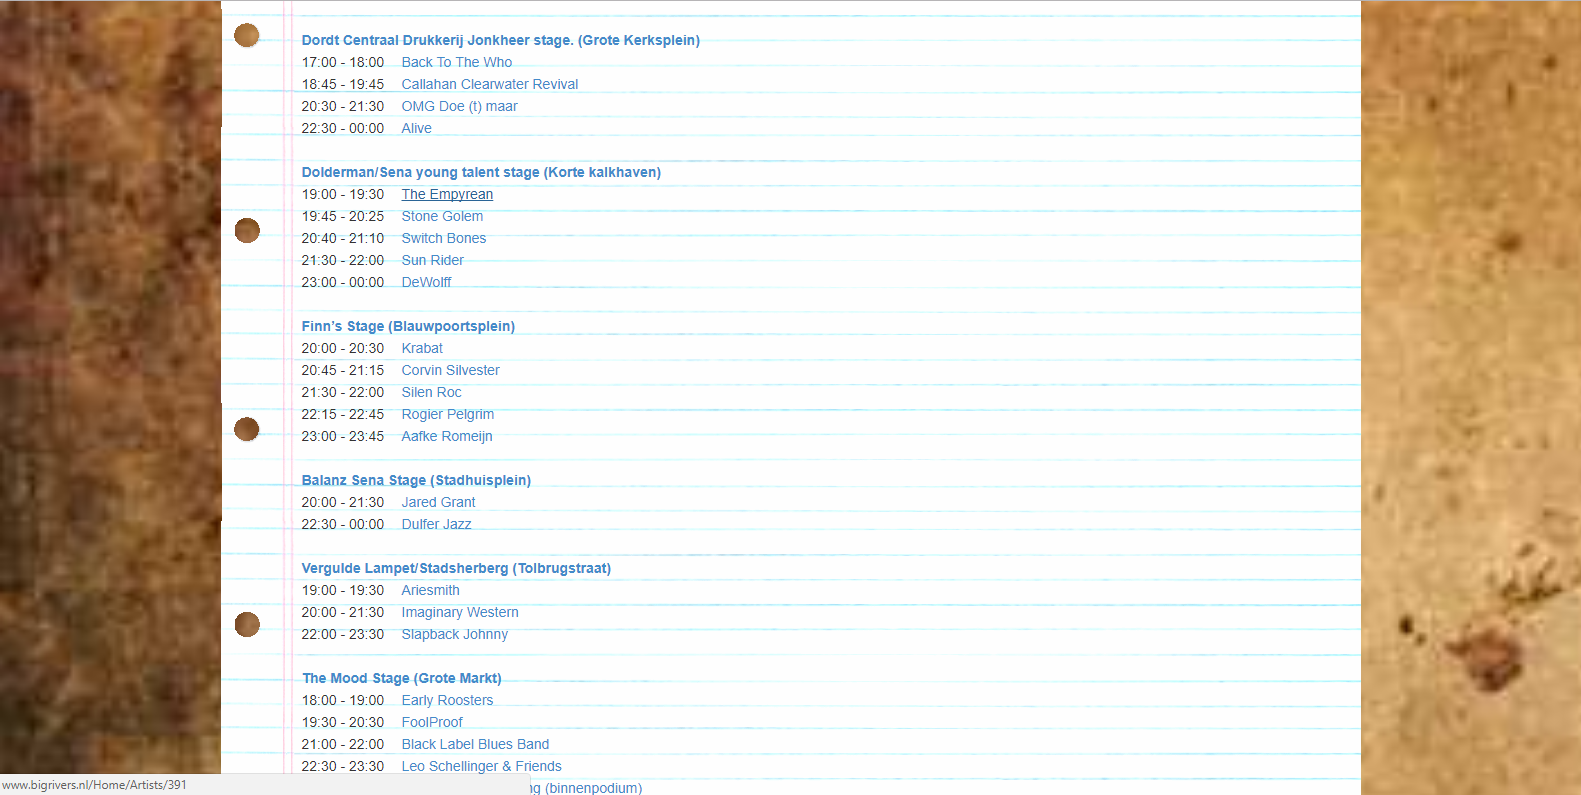 Dordt Centraal Drukkerij Jonkheer stage. (Grote Kerksplein)
17:00 - 18:00 Back To The Who
18:45 - 19:45 Callahan Clearwater Revival
20:30 - 21:30 OMG Doe (t) maar
22:30 - 00:00 Alive
Dolderman/Sena young talent stage (Korte kalkhaven)
19:00 - 19:30 The Empyrean
19:45 - 20:25 Stone Golem
20:40 - 21:10 Switch Bones
21:30 - 22:00 Sun Rider
23:00 - 00:00 DeWolff
Finn’s Stage (Blauwpoortsplein)
20:00 - 20:30 Krabat
20:45 - 21:15 Corvin Silvester
21:30 - 22:00 Silen Roc
22:15 - 22:45 Rogier Pelgrim
23:00 - 23:45 Aafke Romeijn
Balanz Sena Stage (Stadhuisplein)
20:00 - 21:30 Jared Grant
22:30 - 00:00 Dulfer Jazz
Vergulde Lampet/Stadsherberg (Tolbrugstraat)
19:00 - 19:30 Ariesmith
20:00 - 21:30 Imaginary Western
22:00 - 23:30 Slapback Johnny
The Mood Stage (Grote Markt)
18:00 - 19:00 Early Roosters
19:30 - 20:30 FoolProof
21:00 - 22:00 Black Label Blues Band
22:30 - 23:30 Leo Schellinger & Friends
(binnenpodium)
www.bigrivers.nl/Home/Artists/391